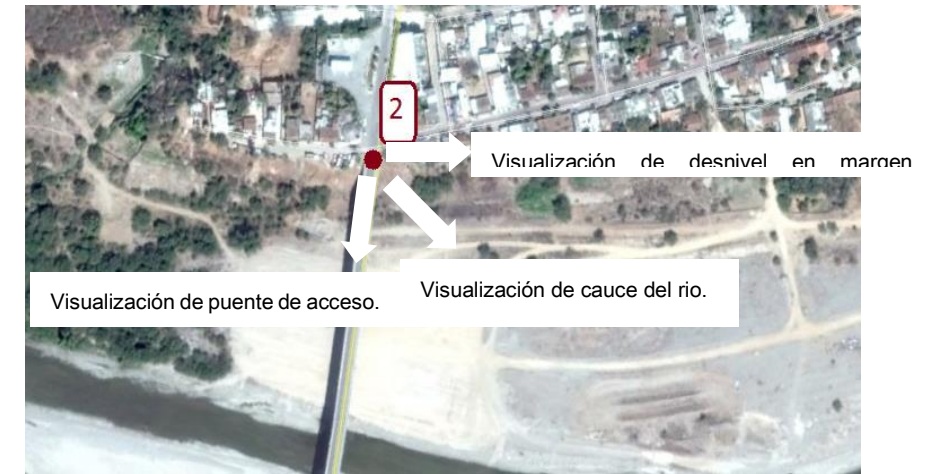 2
Visualización de desnivel en margen
Visualización de puente de acceso.
Visualización de cauce del rio.